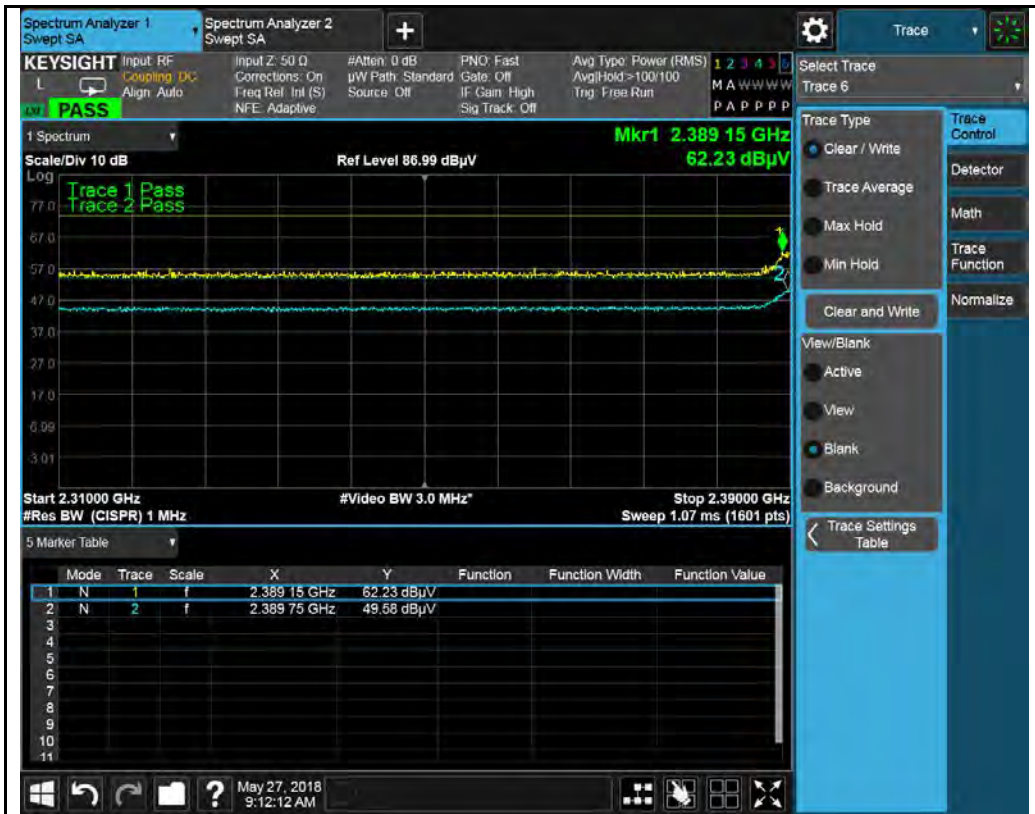 Spectrum Analyzer 1
Swept SA
Spectrum Analyzer 2
Swept SA
+
Trace
KEYSIGHT
L
PASS
Input: RF
Coupling: DC
Align: Auto
Input Z: 50 Ω
Corrections: On
Freq Ref: Int (S)
NFE: Adaptive
#Atten: 0 dB
µW Path: Standard
Source: Off
PNO: Fast
Gate: Off
IF Gain: High
Sig Track: Off
Avg Type: Power (RMS)
Avg|Hold:>100/100
Trig: Free Run
1 2 3 4 5 6
M A W W W W
P A P P P P
Select Trace
Trace 6
1 Spectrum
Scale/Div 10 dB
Ref Level 86.99 dBµV
Mkr1 2.389 15 GHz
62.23 dBµV
Log
Trace 1 Pass
Trace 2 Pass
77.0
67.0
57.0
47.0
37.0
27.0
17.0
6.99
-3.01
1
2
Start 2.31000 GHz
#Video BW 3.0 MHz*
Stop 2.39000 GHz
#Res BW (CISPR) 1 MHz
Sweep 1.07 ms (1601 pts)
5 Marker Table
Mode Trace Scale X Y Function Function Width Function Value
1 N 1 f 2.389 15 GHz 62.23 dBµV
2 N 2 f 2.389 75 GHz 49.58 dBµV
3
4
5
6
7
8
9
10
11
Trace Type
Clear / Write
Trace Average
Max Hold
Min Hold
Clear and Write
View/Blank
Active
View
Blank
Background
Trace Settings
Table
Trace
Control
Detector
Math
Trace
Function
Normalize
?
May 27, 2018
9:12:12 AM